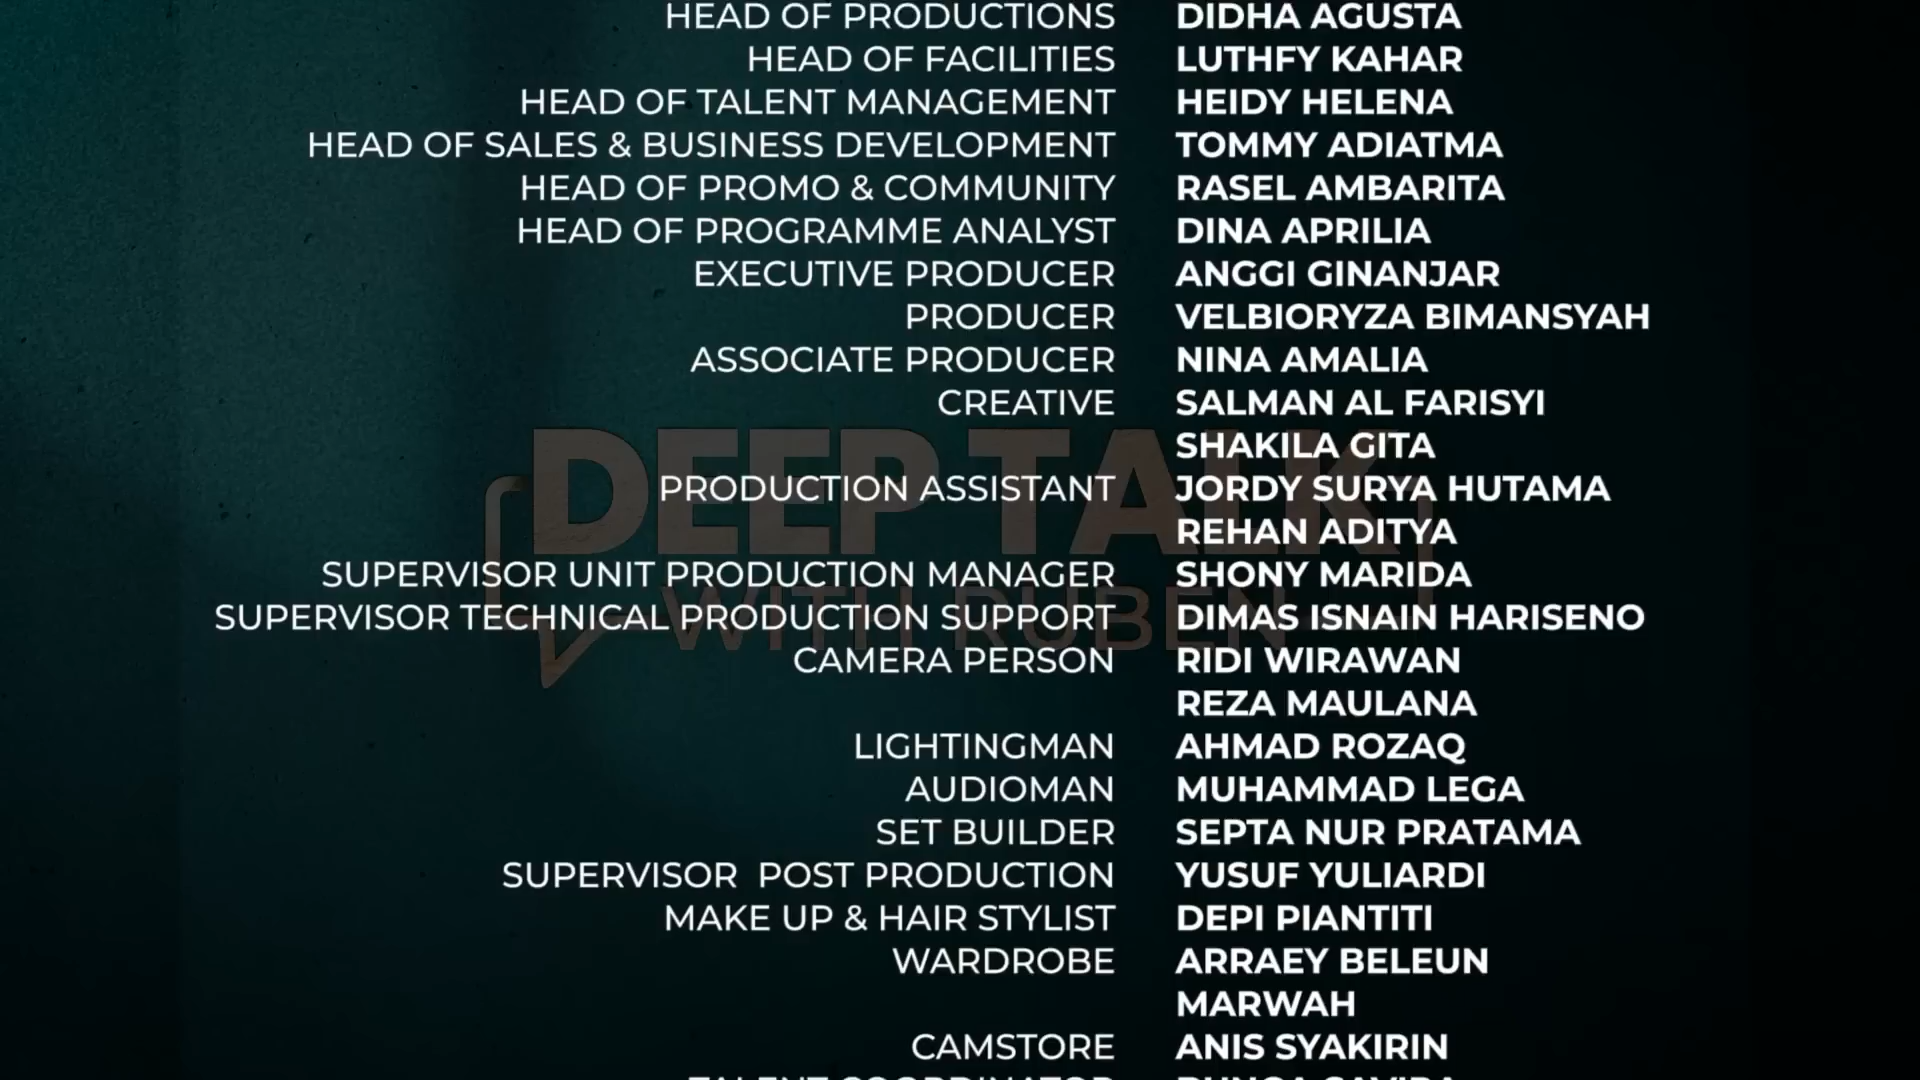 HEAD OF PRODUCTIONS DIDHA AGUSTA
HEAD OF FACILITIES LUTHFY KAHAR
HEAD OF TALENT MANAGEMENT HEIDY HELENA
HEAD OF SALES & BUSINESS DEVELOPMENT TOMMY ADIATMA
HEAD OF PROMO & COMMUNITY RASEL AMBARITA
HEAD OF PROGRAMME ANALYST DINA APRILIA
EXECUTIVE PRODUCER ANGGI GINANJAR
PRODUCER VELBIORYZA BIMANSYAH
ASSOCIATE PRODUCER NINA AMALIA
CREATIVE SALMAN AL FARISYI
SHAKILA GITA
PRODUCTION ASSISTANT JORDY SURYA HUTAMA
REHAN ADITYA
SUPERVISOR UNIT PRODUCTION MANAGER SHONY MARIDA
SUPERVISOR TECHNICAL PRODUCTION SUPPORT DIMAS ISNAIN HARISENO
CAMERA PERSON RIDI WIRAWAN
REZA MAULANA
LIGHTINGMAN AHMAD ROZAQ
AUDIOMAN MUHAMMAD LEGA
SET BUILDER SEPTA NUR PRATAMA
SUPERVISOR POST PRODUCTION YUSUF YULIARDI
MAKE UP & HAIR STYLIST DEPI PIANTITI
WARDROBE ARRAEY BELEUN
MARWAH
CAMSTORE ANIS SYAKIRIN
DEEP TALK
WITH RUBEN